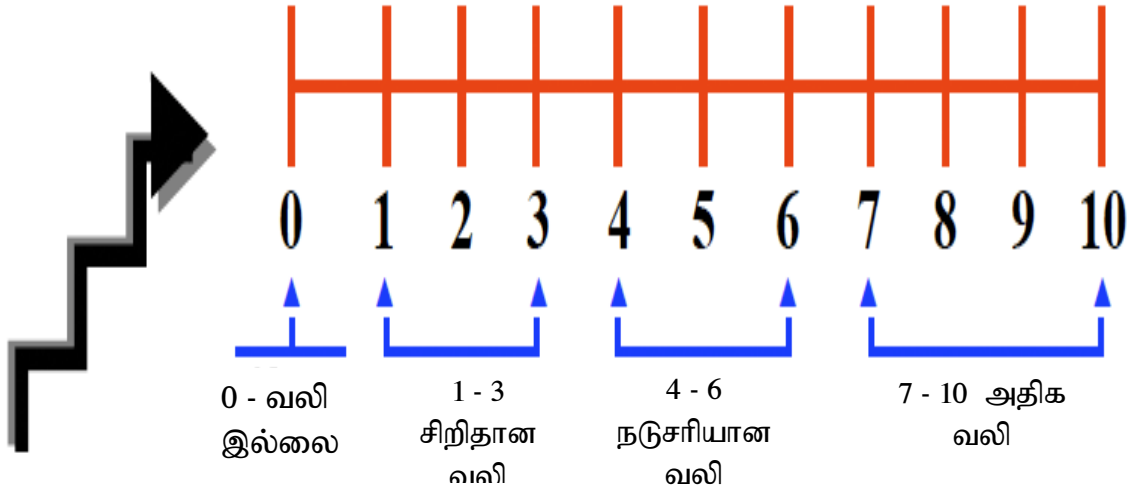 0 1 2 3 4 5 6 7 8 9 10
0 - வலி
இல்லை
1 - 3
சிறிதான
வலி
4 - 6
நடுசரியான
வலி
7 - 10 அதிக
வலி